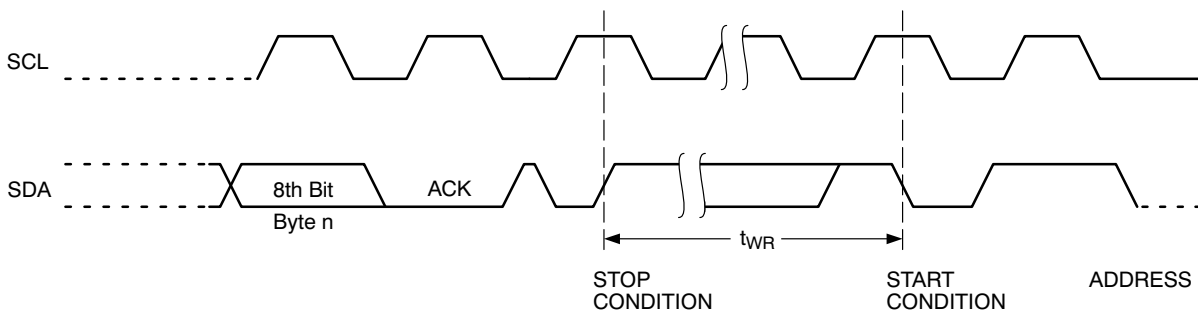 SCL
SDA
8th Bit
Byte n
ACK
tWR
STOP
CONDITION
START
CONDITION
ADDRESS